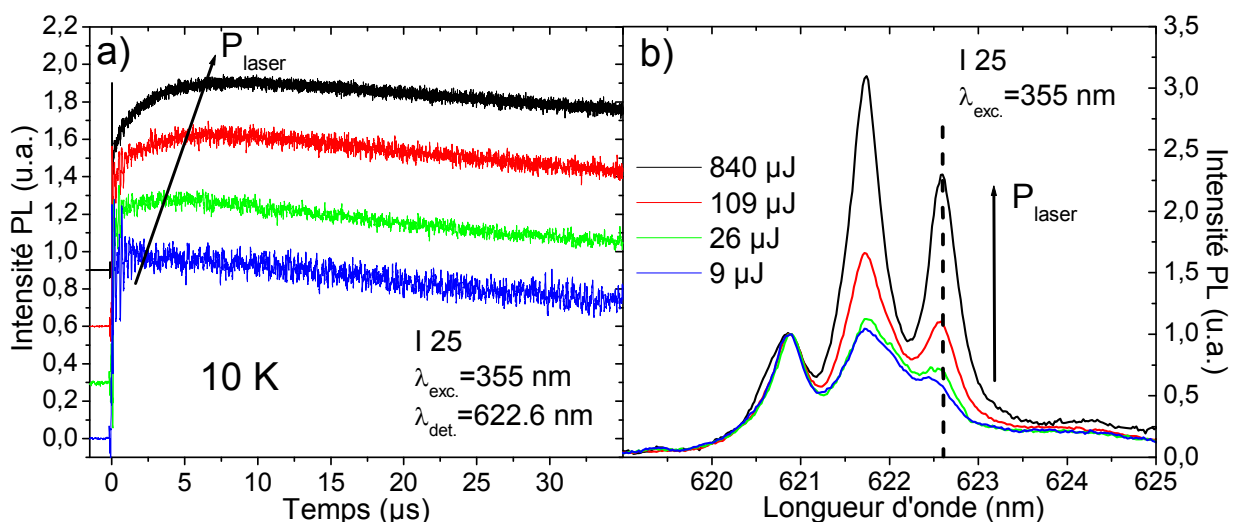 a)
P laser
Intensité PL (u.a.)
2,2
2,0
1,8
1,6
1,4
1,2
1,0
0,8
0,6
0,4
0,2
0,0
10 K
I 25
λexc.=355 nm
λdet.=622.6 nm
0 5 10 15 20 25 30
Temps (µs)
b)
I 25
λexc.=355 nm
840 µJ
109 µJ
26 µJ
9 µJ
P laser
3,5
3,0
2,5
2,0
1,5
1,0
0,5
0,0
Intensité PL (u.a.)
620 621 622 623 624 625
Longueur d'onde (nm)